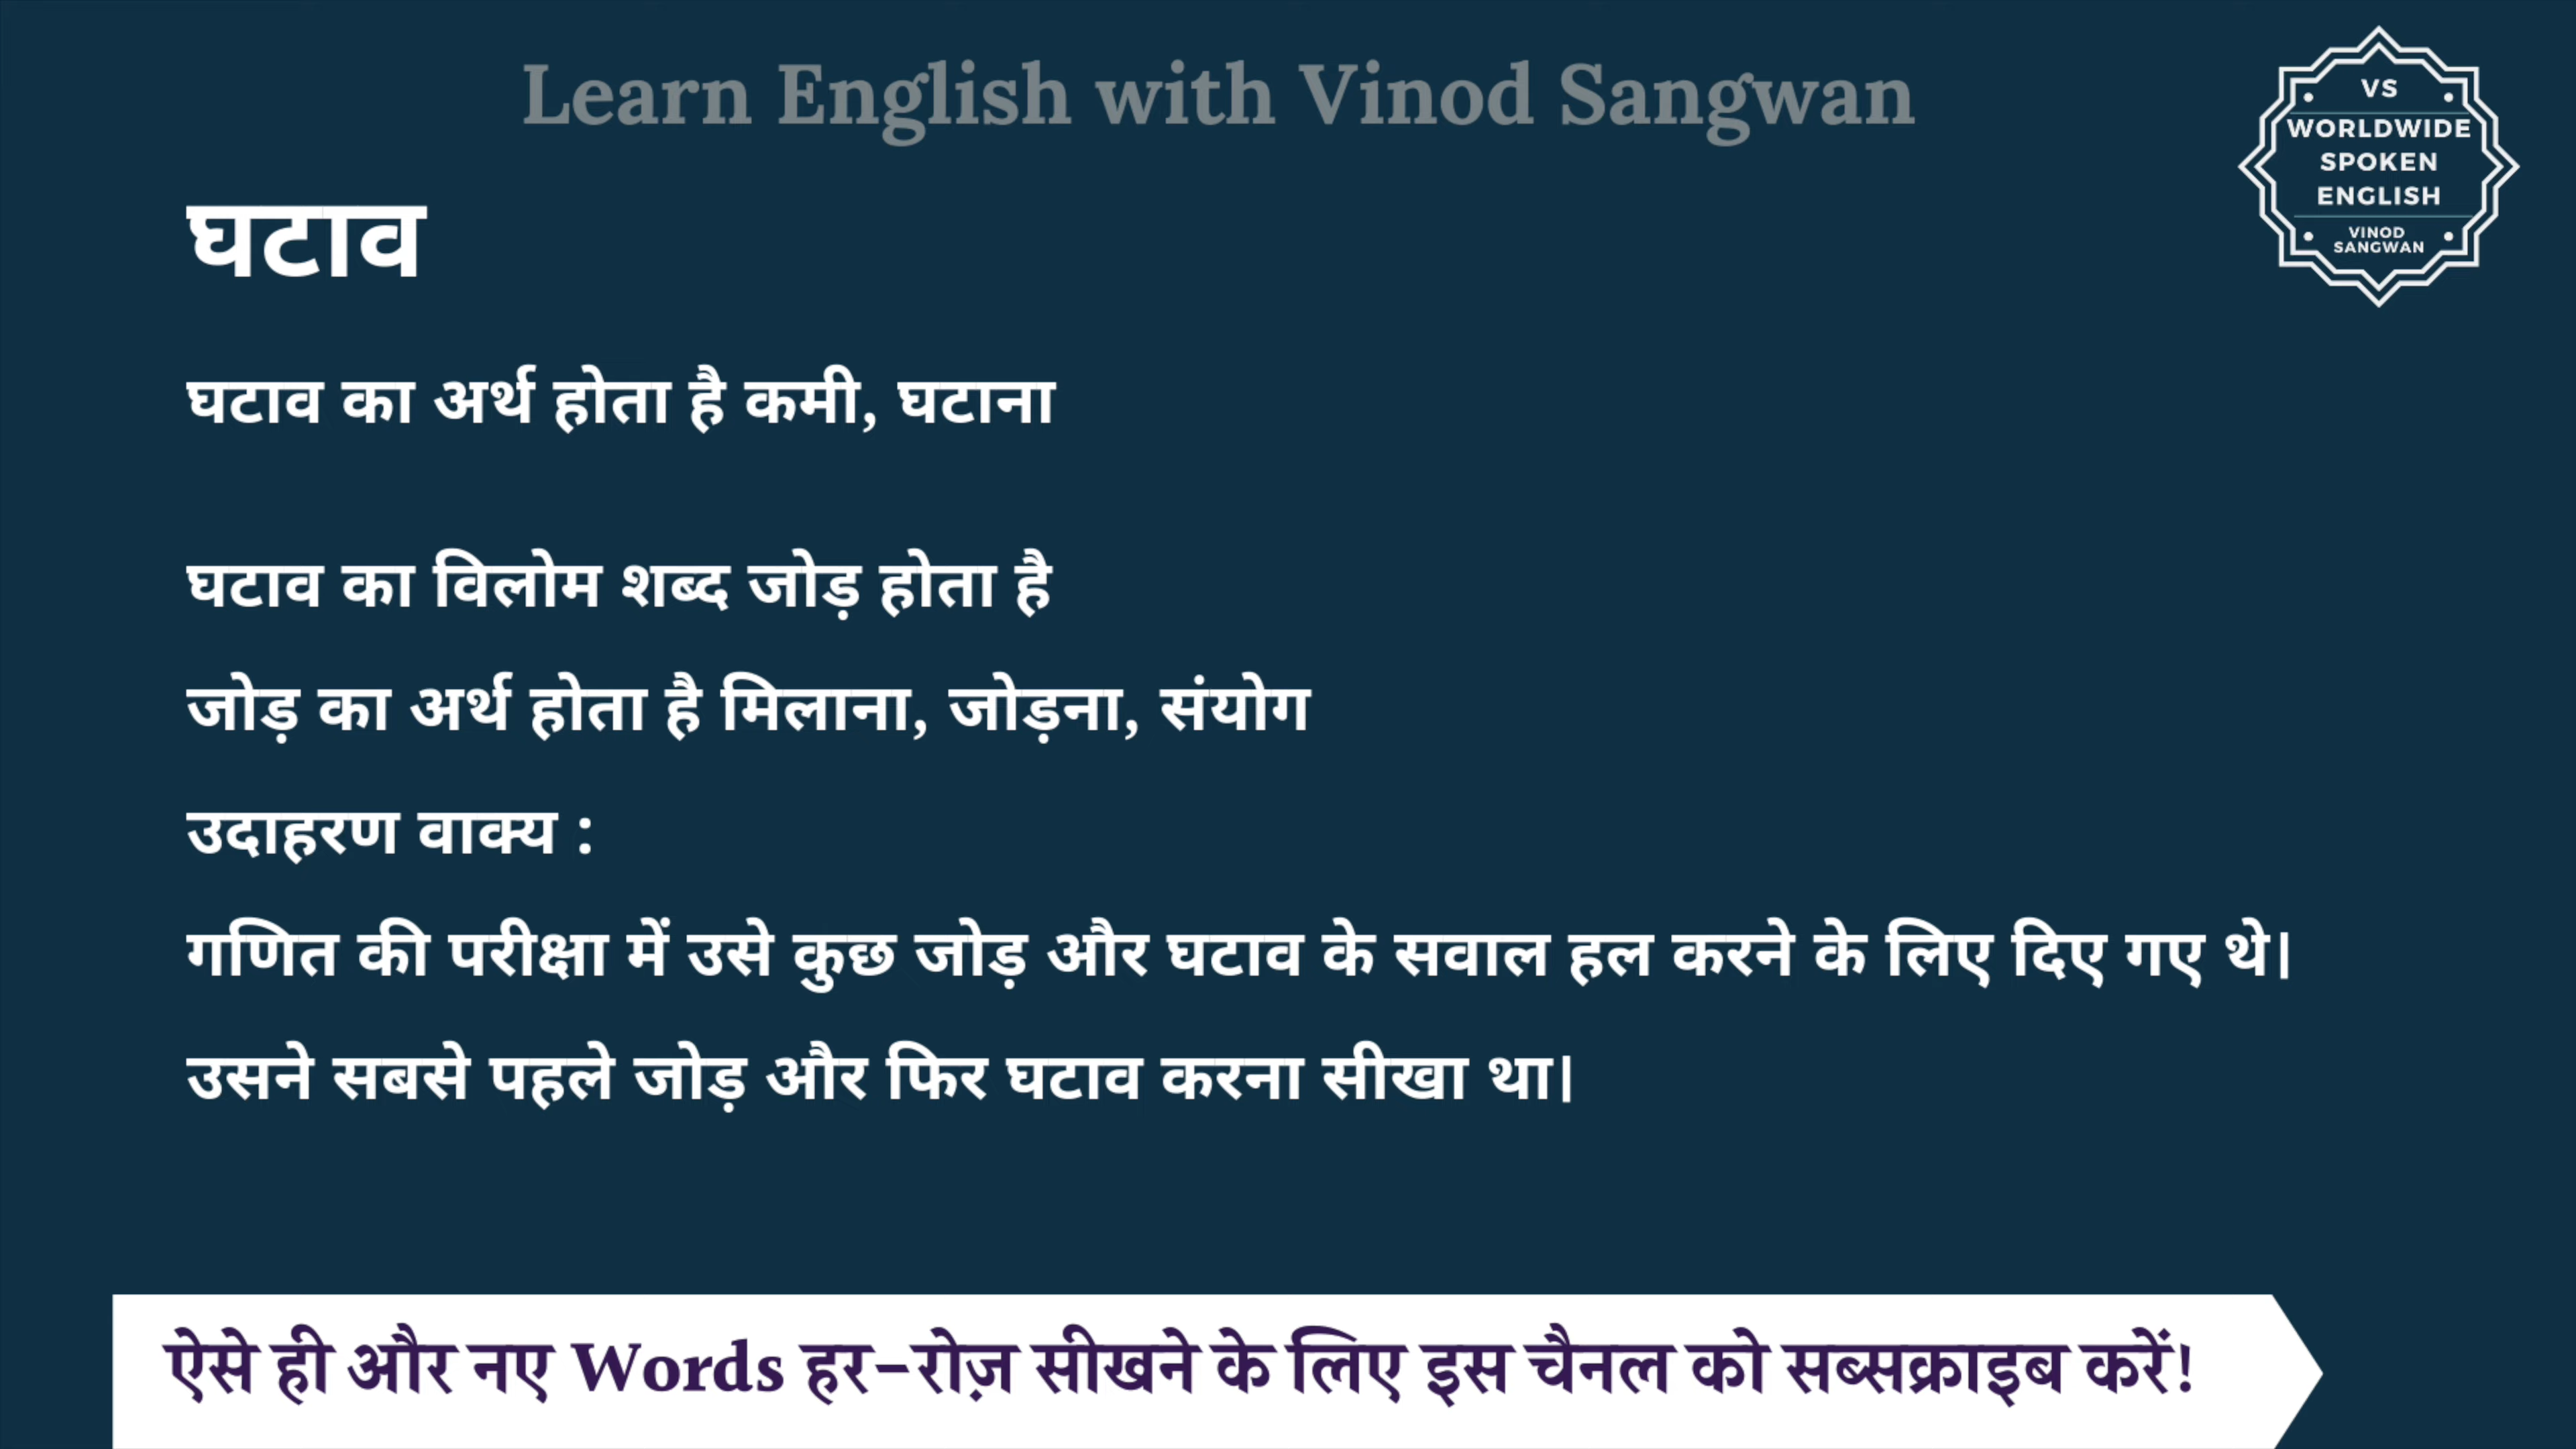 Learn English with Vinod Sangwan
VS
WORLDWIDE
SPOKEN
ENGLISH
VINOD
SANGWAN
घटाव
घटाव का अर्थ होता है कमी, घटाना
घटाव का विलोम शब्द जोड़ होता है
जोड़ का अर्थ होता है मिलाना, जोड़ना, संयोग
उदाहरण वाक्य :
गणित की परीक्षा में उसे कुछ जोड़ और घटाव के सवाल हल करने के लिए दिए गए थे।
उसने सबसे पहले जोड़ और फिर घटाव करना सीखा था।
ऐसे ही और नए Words हर-रोज़ सीखने के लिए इस चैनल को सब्सक्राइब करें!